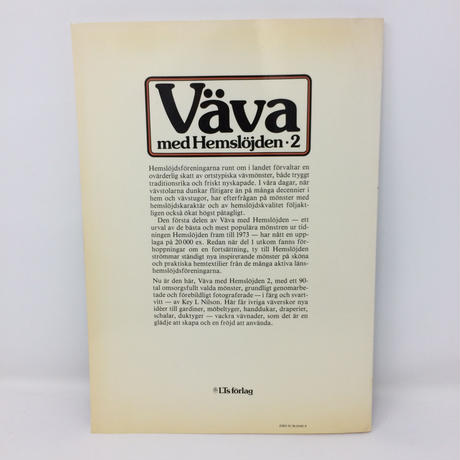 Väva
med Hemslöjden·2
Hemslöjdsföreningarna runt om i landet förvaltar en
ovärderlig skatt av ortstypiska vävmönster, både tryggt
traditionsrika och friskt nyskapade. I våra dagar, när
vävstolarna dunkar flitigare än på många decennier i
hem och vävstugor, har efterfrågan på mönster med
hemslöjdskaraktär och av hemslöjdskvalitet följakt-
ligen också ökat högst påtagligt.
Den första delen av Väva med Hemslöjden — ett
urval av de bästa och mest populära mönstren ur tid-
ningen Hemslöjden fram till 1973 — har nått en upp-
laga på 20 000 ex. Redan när del 1 utkom fanns för-
hoppningar om en fortsättning, ty till Hemslöjden
strömmar ständigt nya inspirerande mönster på sköna
och praktiska hemtextilier från de många aktiva läns-
hemslöjdsföreningarna.
Nu är den här, Väva med Hemslöjden 2, med ett 90-
tal omsorgsfullt valda mönster, grundligt genomarbe-
tade och förebildligt fotograferade — i färg och svart-
vitt — av Key L Nilson. Här får ivriga väverskor nya
idéer till gardiner, möbeltyger, handdukar, draperier,
schalar, duktyger — vackra vävnader, som det är en
glädje att skapa och en fröjd att använda.
LTs förlag
ISBN 91